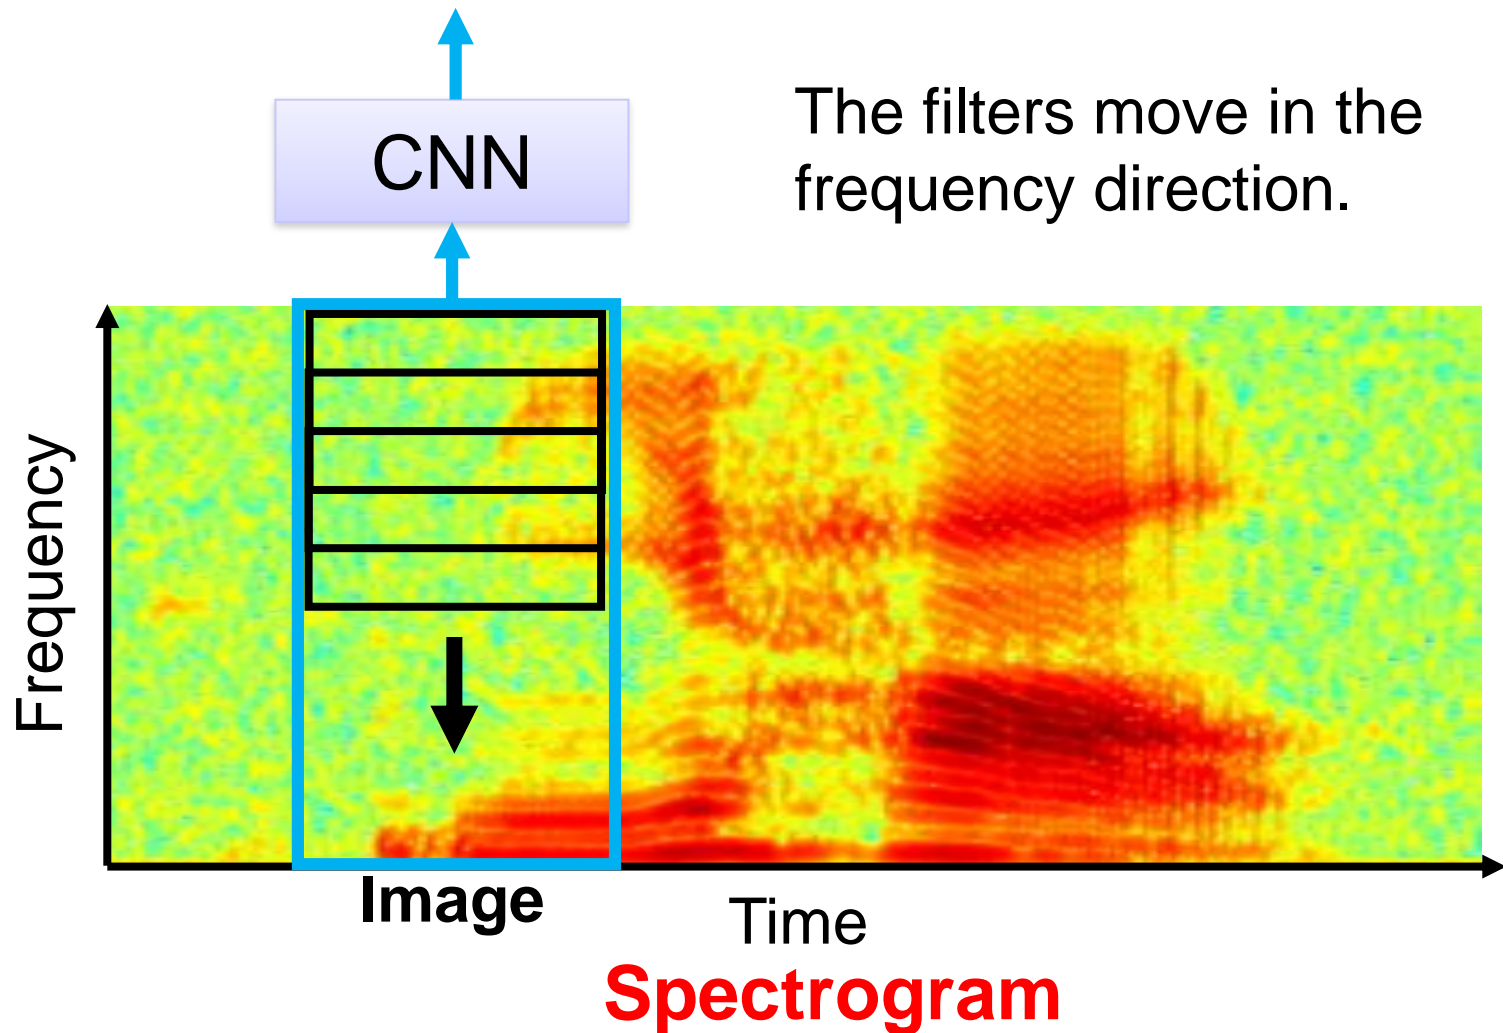 CNN
The filters move in the
frequency direction.
Frequency
Image
Time
Spectrogram